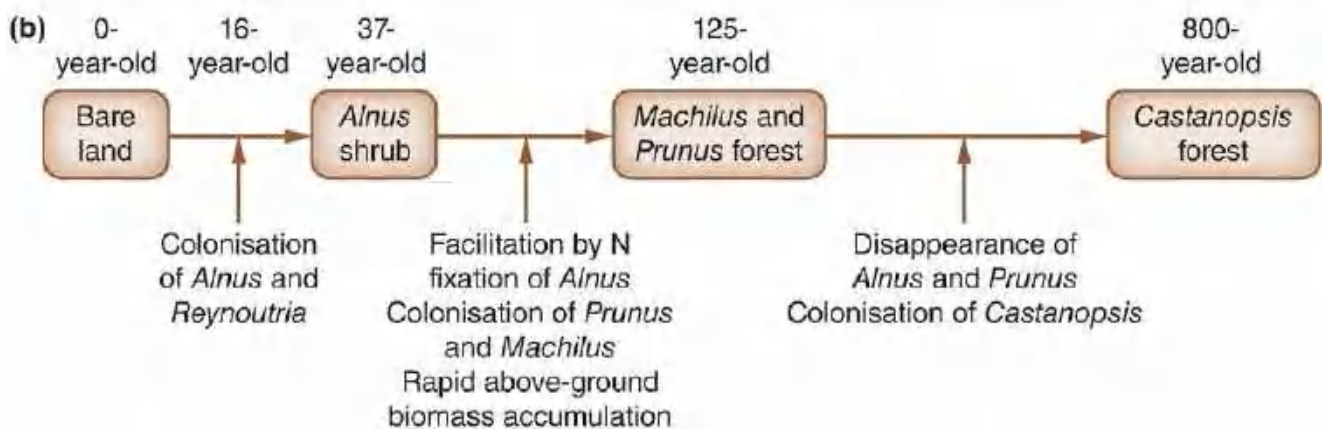 (b)
0-
year-old
16-
year-old
37-
year-old
125-
year-old
800-
year-old
Bare
land
Alnus
shrub
Machilus and
Prunus forest
Castanopsis
forest
Colonisation
of Alnus and
Reynoutria
Facilitation by N
fixation of Alnus
Colonisation of Prunus
and Machilus
Rapid above-ground
biomass accumulation
Disappearance of
Alnus and Prunus
Colonisation of Castanopsis